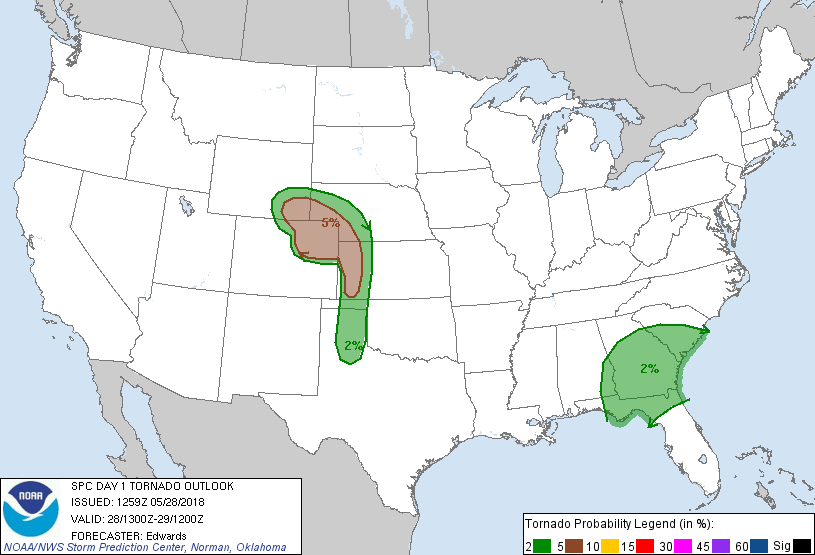 5%
2%
2%
NOAA
SPC DAY 1 TORNADO OUTLOOK
ISSUED: 1259Z 05/28/2018
VALID: 28/1300Z-29/1200Z
FORECASTER: Edwards
NOAA/NWS Storm Prediction Center, Norman, Oklahoma
Tornado Probability Legend (in %):
2 5 10 15 30 45 60 Sig